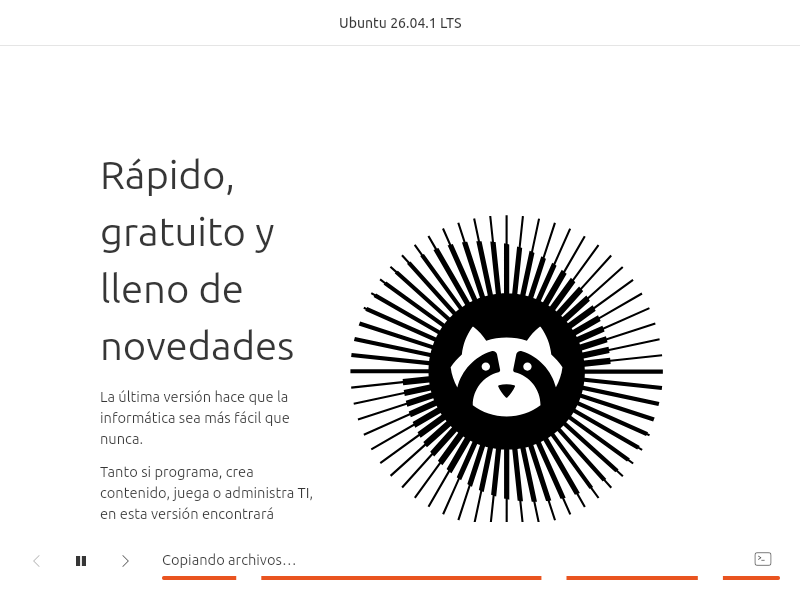 Ubuntu 26.04.1 LTS
Rápido,
gratuito y
lleno de
novedades
La última versión hace que la
informática sea más fácil que
nunca.
Tanto si programa, crea
contenido, juega o administra TI,
en esta versión encontrará
Copiando archivos…